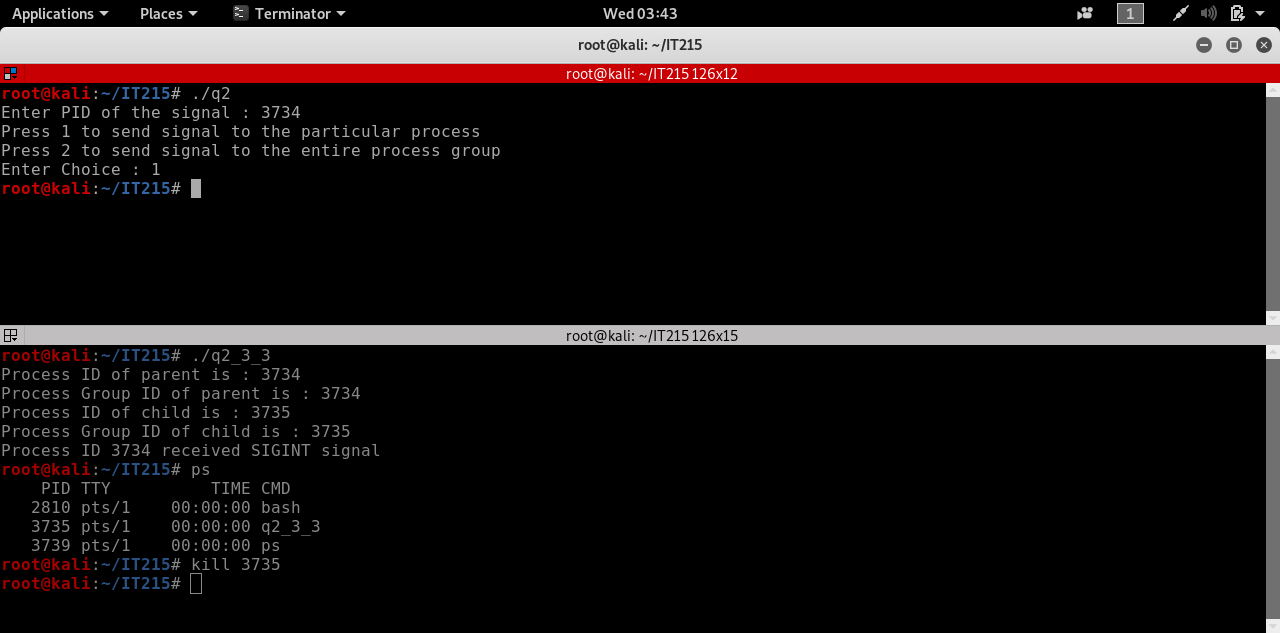 Applications Places Terminator Wed 03:43 1
root@kali: ~/IT215
root@kali: ~/IT215 126x12
root@kali:~/IT215# ./q2
Enter PID of the signal : 3734
Press 1 to send signal to the particular process
Press 2 to send signal to the entire process group
Enter Choice : 1
root@kali:~/IT215#
root@kali: ~/IT215 126x15
root@kali:~/IT215# ./q2_3_3
Process ID of parent is : 3734
Process Group ID of parent is : 3734
Process ID of child is : 3735
Process Group ID of child is : 3735
Process ID 3734 received SIGINT signal
root@kali:~/IT215# ps
    PID TTY          TIME CMD
   2810 pts/1    00:00:00 bash
   3735 pts/1    00:00:00 q2_3_3
   3739 pts/1    00:00:00 ps
root@kali:~/IT215# kill 3735
root@kali:~/IT215#